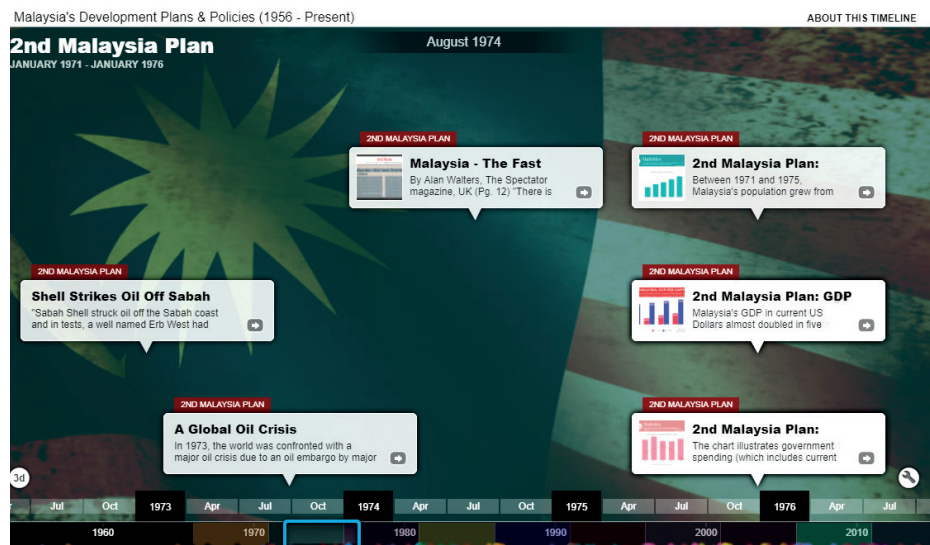 Malaysia's Development Plans & Policies (1956 - Present)
ABOUT THIS TIMELINE
2nd Malaysia Plan
JANUARY 1971 - JANUARY 1976
August 1974
2ND MALAYSIA PLAN
Malaysia - The Fast
By Alan Walters, The Spectator
magazine, UK (Pg. 12) "There is
2ND MALAYSIA PLAN
2nd Malaysia Plan:
Between 1971 and 1975,
Malaysia's population grew from
2ND MALAYSIA PLAN
Shell Strikes Oil Off Sabah
"Sabah Shell struck oil off the Sabah coast
and in tests, a well named Erb West had
2ND MALAYSIA PLAN
2nd Malaysia Plan: GDP
Malaysia's GDP in current US
Dollars almost doubled in five
2ND MALAYSIA PLAN
A Global Oil Crisis
In 1973, the world was confronted with a
major oil crisis due to an oil embargo by major
2ND MALAYSIA PLAN
2nd Malaysia Plan:
The chart illustrates government
spending (which includes current
3d
Jul Oct 1973 Apr Jul Oct 1974 Apr Jul Oct 1975 Apr Jul Oct 1976 Apr Jul
1960 1970 1980 1990 2000 2010